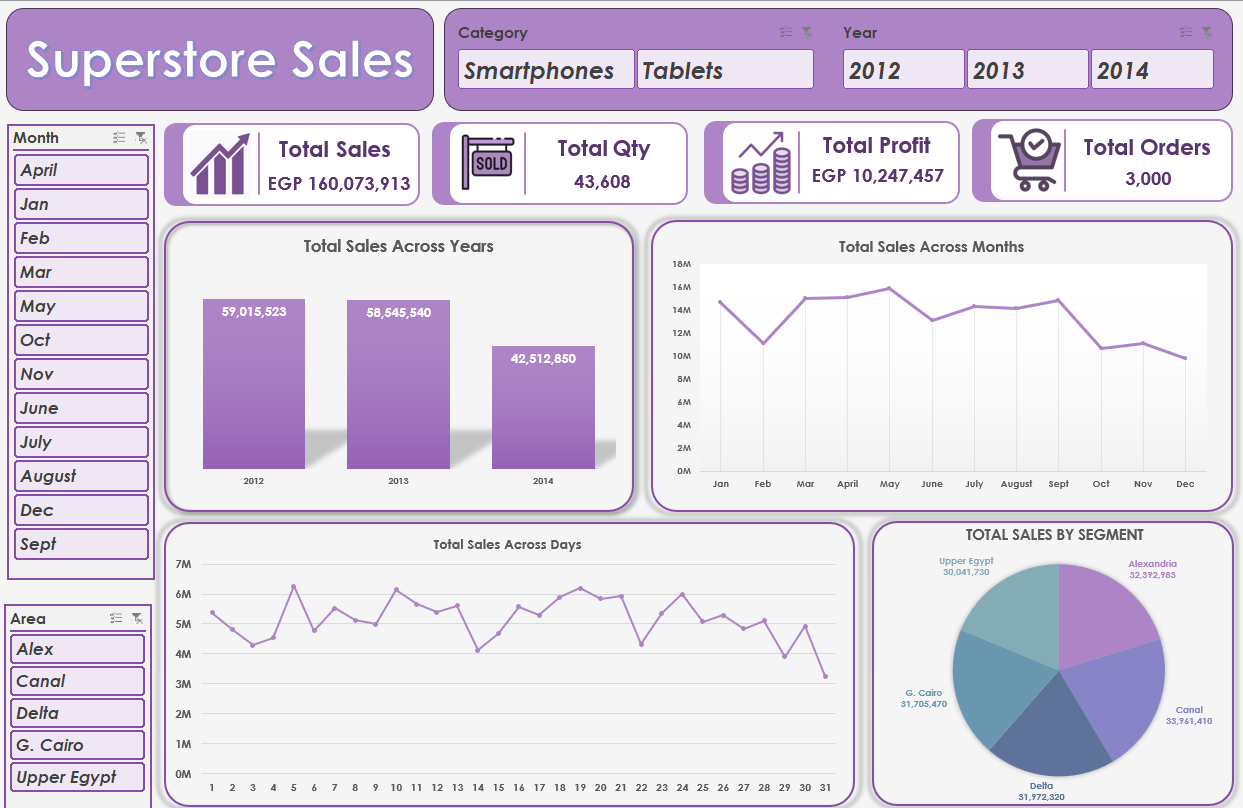 Superstore Sales
Category
Smartphones
Tablets
Year
2012
2013
2014
Month
April
Jan
Feb
Mar
May
Oct
Nov
June
July
August
Dec
Sept
Area
Alex
Canal
Delta
G. Cairo
Upper Egypt
Total Sales
EGP 160,073,913
SOLD
Total Qty
43,608
Total Profit
EGP 10,247,457
Total Orders
3,000
Total Sales Across Years
59,015,523
58,545,540
42,512,850
2012 2013 2014
Total Sales Across Months
18M
16M
14M
12M
10M
8M
6M
4M
2M
0M
Jan Feb Mar April May June July August Sept Oct Nov Dec
Total Sales Across Days
7M
6M
5M
4M
3M
2M
1M
0M
1 2 3 4 5 6 7 8 9 10 11 12 13 14 15 16 17 18 19 20 21 22 23 24 25 26 27 28 29 30 31
TOTAL SALES BY SEGMENT
Upper Egypt
30,041,730
Alexandria
32,392,983
G. Cairo
31,705,470
Canal
33,961,410
Delta
31,972,320